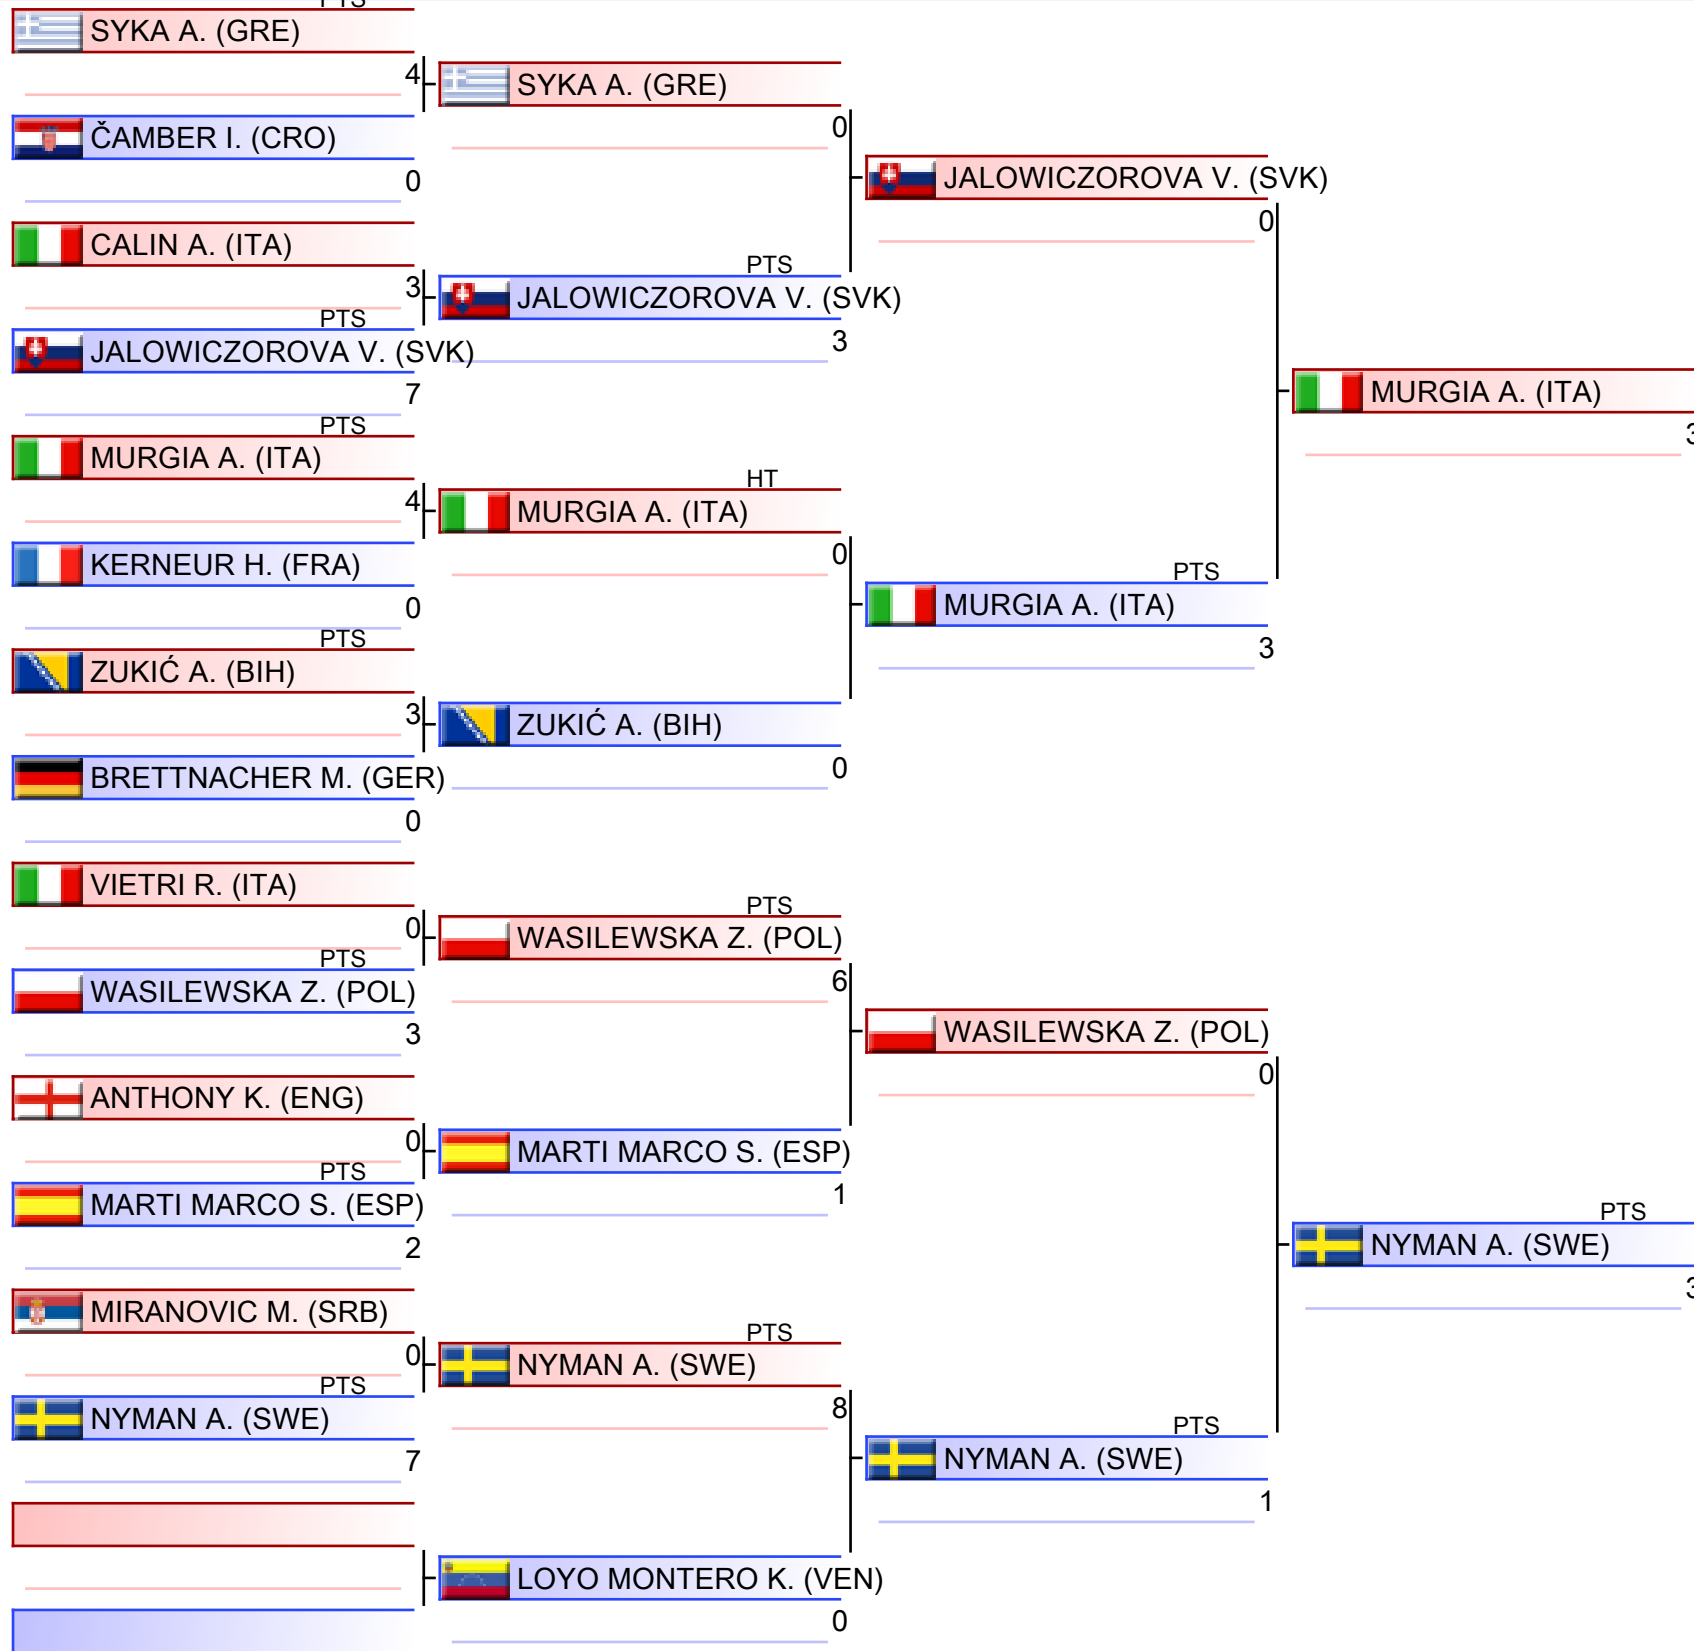 PTS
SYKA A. (GRE)
4
SYKA A. (GRE)
0
ČAMBER I. (CRO)
0
JALOWICZOROVA V. (SVK)
0
CALIN A. (ITA)
3
PTS
JALOWICZOROVA V. (SVK)
3
PTS
JALOWICZOROVA V. (SVK)
7
MURGIA A. (ITA)
3
PTS
MURGIA A. (ITA)
4
HT
MURGIA A. (ITA)
0
KERNEUR H. (FRA)
0
PTS
MURGIA A. (ITA)
3
PTS
ZUKIĆ A. (BIH)
3
ZUKIĆ A. (BIH)
0
BRETTNACHER M. (GER)
0
VIETRI R. (ITA)
0
PTS
WASILEWSKA Z. (POL)
6
PTS
WASILEWSKA Z. (POL)
3
WASILEWSKA Z. (POL)
0
ANTHONY K. (ENG)
0
MARTI MARCO S. (ESP)
1
PTS
MARTI MARCO S. (ESP)
2
PTS
NYMAN A. (SWE)
3
MIRANOVIC M. (SRB)
0
PTS
NYMAN A. (SWE)
8
PTS
NYMAN A. (SWE)
7
PTS
NYMAN A. (SWE)
1
LOYO MONTERO K. (VEN)
0